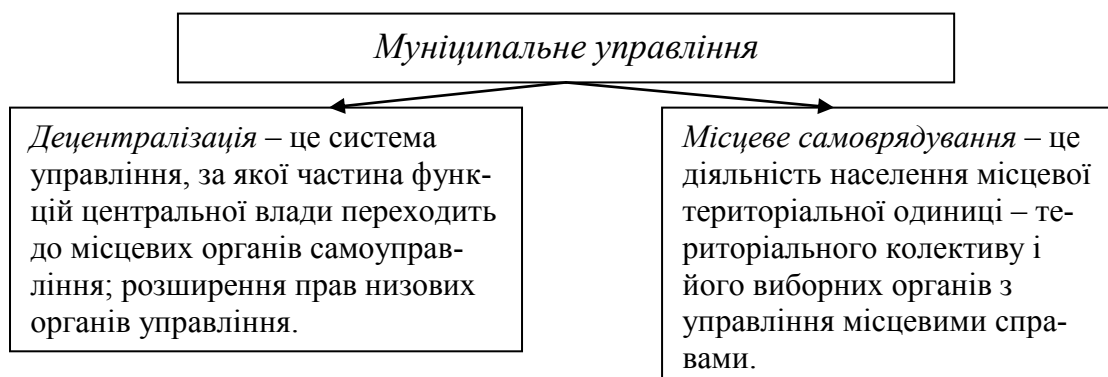 Муніципальне управління
Децентралізація – це система
управління, за якої частина функ-
цій центральної влади переходить
до місцевих органів самоуправ-
ління; розширення прав низових
органів управління.
Місцеве самоврядування – це
діяльність населення місцевої
територіальної одиниці – те-
риторіального колективу і
його виборних органів з
управління місцевими спра-
вами.